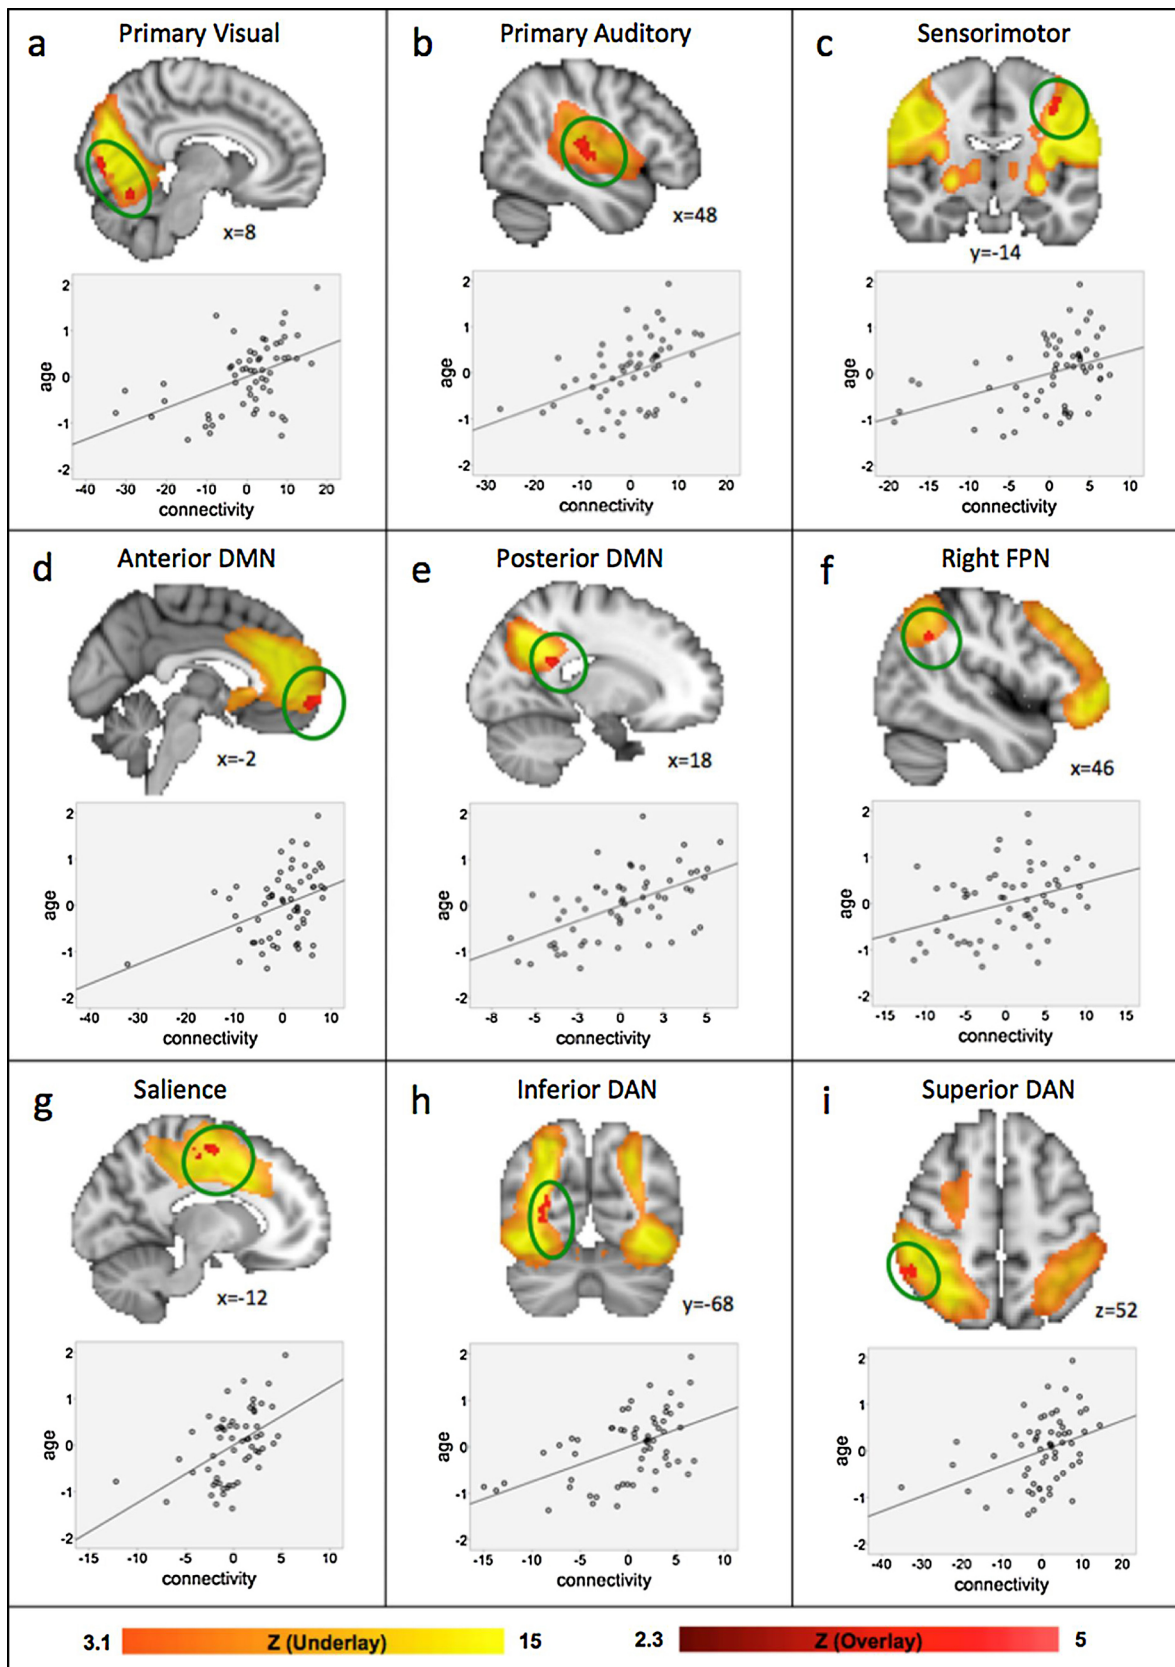 a Primary Visual
b Primary Auditory
c Sensorimotor
x=8
x=48
y=-14
2
1
0
-1
-2
age
-40 -30 -20 -10 0 10 20
connectivity
2
1
0
-1
-2
age
-30 -20 -10 0 10 20
connectivity
2
1
0
-1
-2
age
-20 -15 -10 -5 0 5 10
connectivity
d Anterior DMN
e Posterior DMN
f Right FPN
x=-2
x=18
x=46
2
1
0
-1
-2
age
-40 -30 -20 -10 0 10
connectivity
2
1
0
-1
-2
age
-8 -5 -3 0 3 5
connectivity
2
1
0
-1
-2
age
-15 -10 -5 0 5 10 15
connectivity
g Salience
h Inferior DAN
i Superior DAN
x=-12
y=-68
z=52
2
1
0
-1
-2
age
-15 -10 -5 0 5 10
connectivity
2
1
0
-1
-2
age
-15 -10 -5 0 5 10
connectivity
2
1
0
-1
-2
age
-40 -30 -20 -10 0 10 20
connectivity
3.1 Z (Underlay) 15
2.3 Z (Overlay) 5